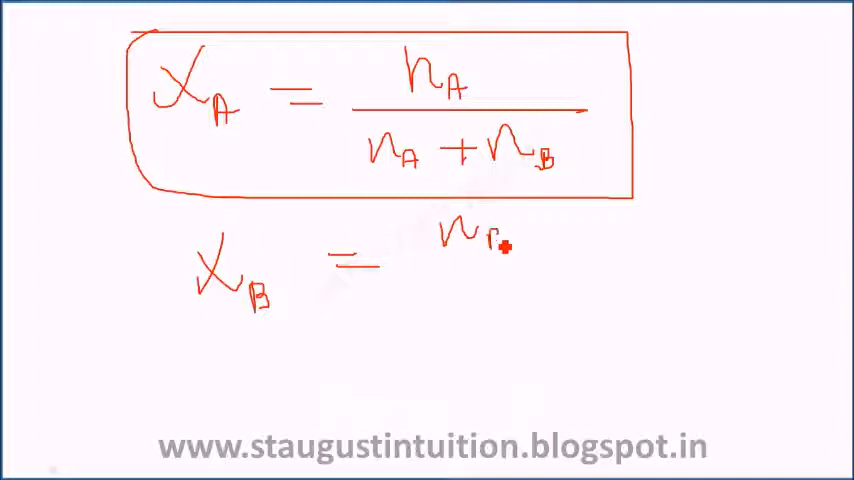 X_A = n_A / (n_A + n_B)
X_B = n
www.staugustintuition.blogspot.in